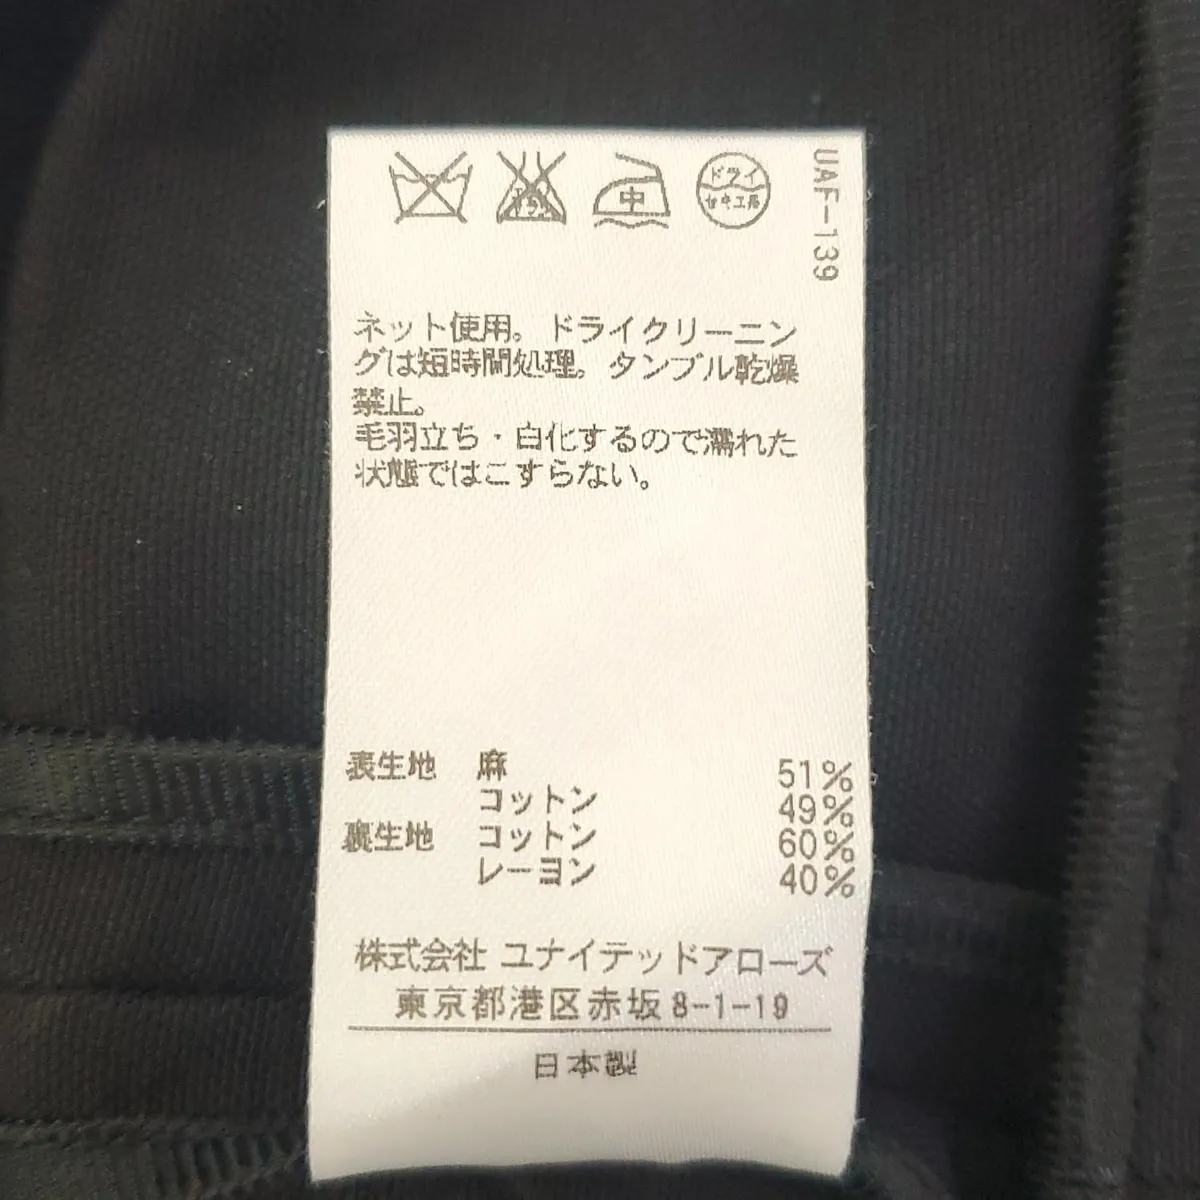 中
ドライ
セキユ系
UAF-139
ネット使用。ドライクリーニン
グは短時間処理。タンブル乾燥
禁止。
毛羽立ち・白化するので濡れた
状態ではこすらない。
表生地 麻 51%
コットン 49%
裏生地 コットン 60%
レーヨン 40%
株式会社 ユナイテッドアローズ
東京都港区赤坂8-1-19
日本製